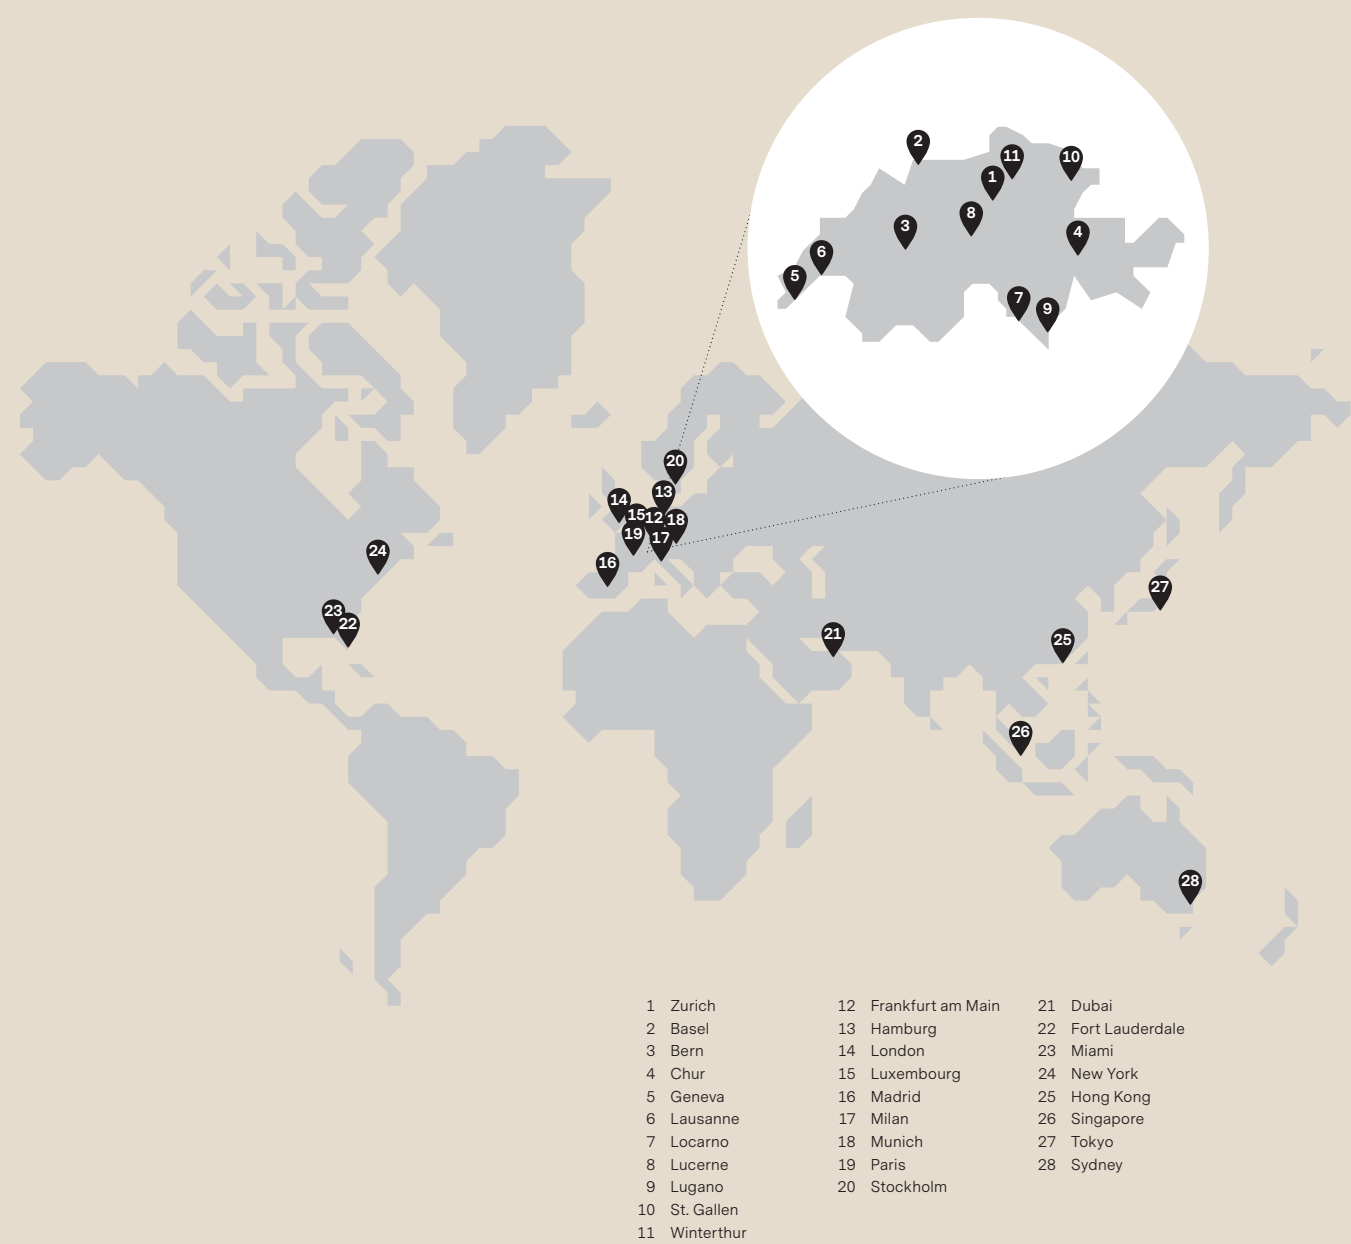 2
11
10
1
8
3
4
6
5
7
9
20
13
14
15
12
18
19
17
24
16
27
23
22
21
25
26
28
1 Zurich
2 Basel
3 Bern
4 Chur
5 Geneva
6 Lausanne
7 Locarno
8 Lucerne
9 Lugano
10 St. Gallen
11 Winterthur
12 Frankfurt am Main
13 Hamburg
14 London
15 Luxembourg
16 Madrid
17 Milan
18 Munich
19 Paris
20 Stockholm
21 Dubai
22 Fort Lauderdale
23 Miami
24 New York
25 Hong Kong
26 Singapore
27 Tokyo
28 Sydney